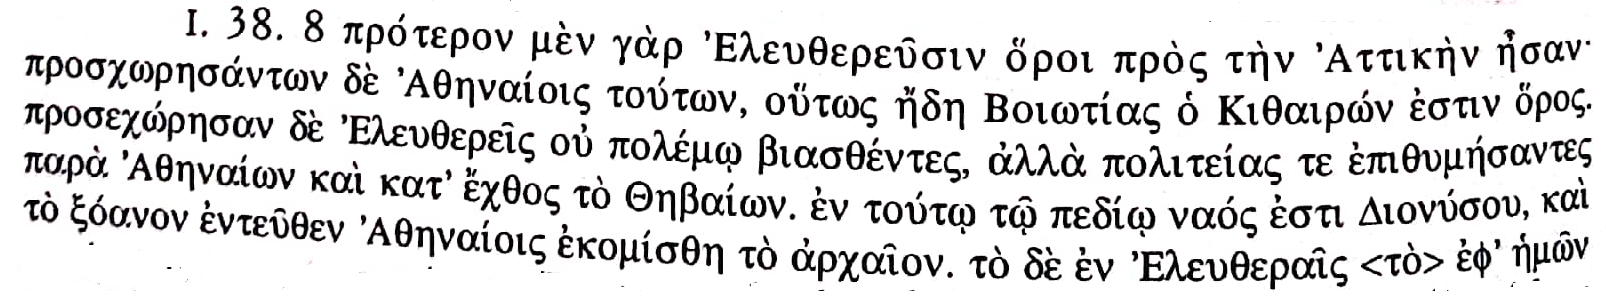 I. 38. 8 πρότερον μὲν γὰρ Ἐλευθερεῦσιν ὅροι πρὸς τὴν Ἀττικὴν ἦσαν·
προσχωρησάντων δὲ Ἀθηναίοις τούτων, οὕτως ἤδη Βοιωτίας ὁ Κιθαιρών ἐστιν ὅρος.
προσεχώρησαν δὲ Ἐλευθερεῖς οὐ πολέμῳ βιασθέντες, ἀλλὰ πολιτείας τε ἐπιθυμήσαντες
παρὰ Ἀθηναίων καὶ κατ’ ἔχθος τὸ Θηβαίων. ἐν τούτῳ τῷ πεδίῳ ναός ἐστι Διονύσου, καὶ
τὸ ξόανον ἐντεῦθεν Ἀθηναίοις ἐκομίσθη τὸ ἀρχαῖον. τὸ δὲ ἐν Ἐλευθεραῖς <τὸ> ἐφ’ ἡμῶν